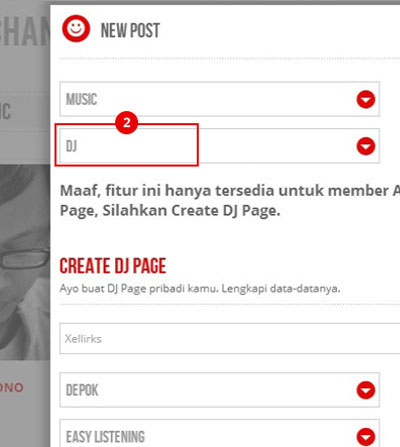 CHAN
NEW POST
IC
MUSIC
2
DJ
Maaf, fitur ini hanya tersedia untuk member A
Page, Silahkan Create DJ Page.
CREATE DJ PAGE
Ayo buat DJ Page pribadi kamu. Lengkapi data-datanya.
Xellirks
ONO
DEPOK
EASY LISTENING